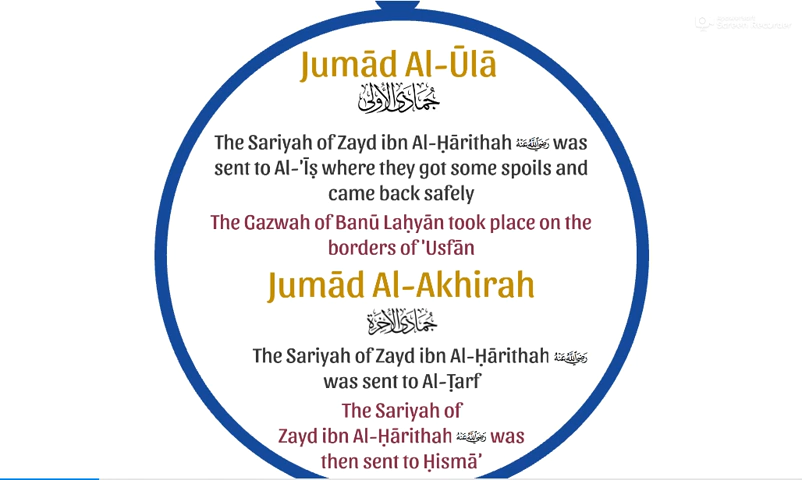 Jumād Al-Ūlā
جُمَادَى الأُولَى
The Sariyah of Zayd ibn Al-Ḥārithah رَضِيَ اللَّهُ عَنْهُ was
sent to Al-'Īṣ where they got some spoils and
came back safely
The Gazwah of Banū Laḥyān took place on the
borders of 'Usfān
Jumād Al-Akhirah
جُمَادَى الآخِرَة
The Sariyah of Zayd ibn Al-Ḥārithah رَضِيَ اللَّهُ عَنْهُ
was sent to Al-Ṭarf
The Sariyah of
Zayd ibn Al-Ḥārithah رَضِيَ اللَّهُ عَنْهُ was
then sent to Ḥismā'